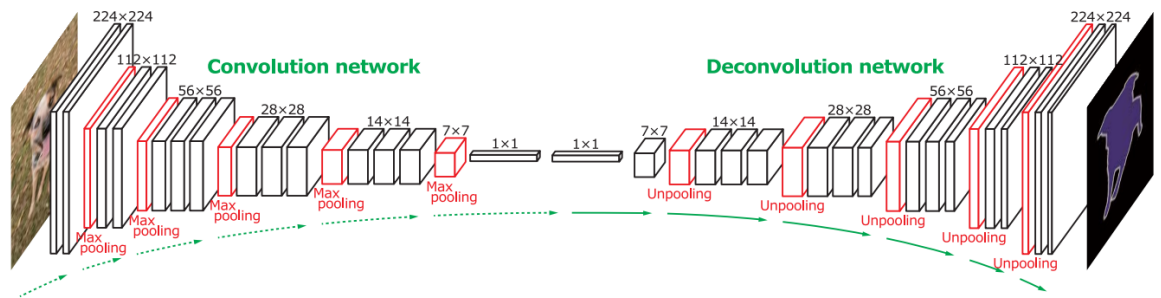 224×224
112×112
56×56
28×28
14×14
7×7
1×1
1×1
7×7
14×14
28×28
56×56
112×112
224×224
Convolution network
Deconvolution network
Max
pooling
Max
pooling
Max
pooling
Max
pooling
Max
pooling
Unpooling
Unpooling
Unpooling
Unpooling
Unpooling